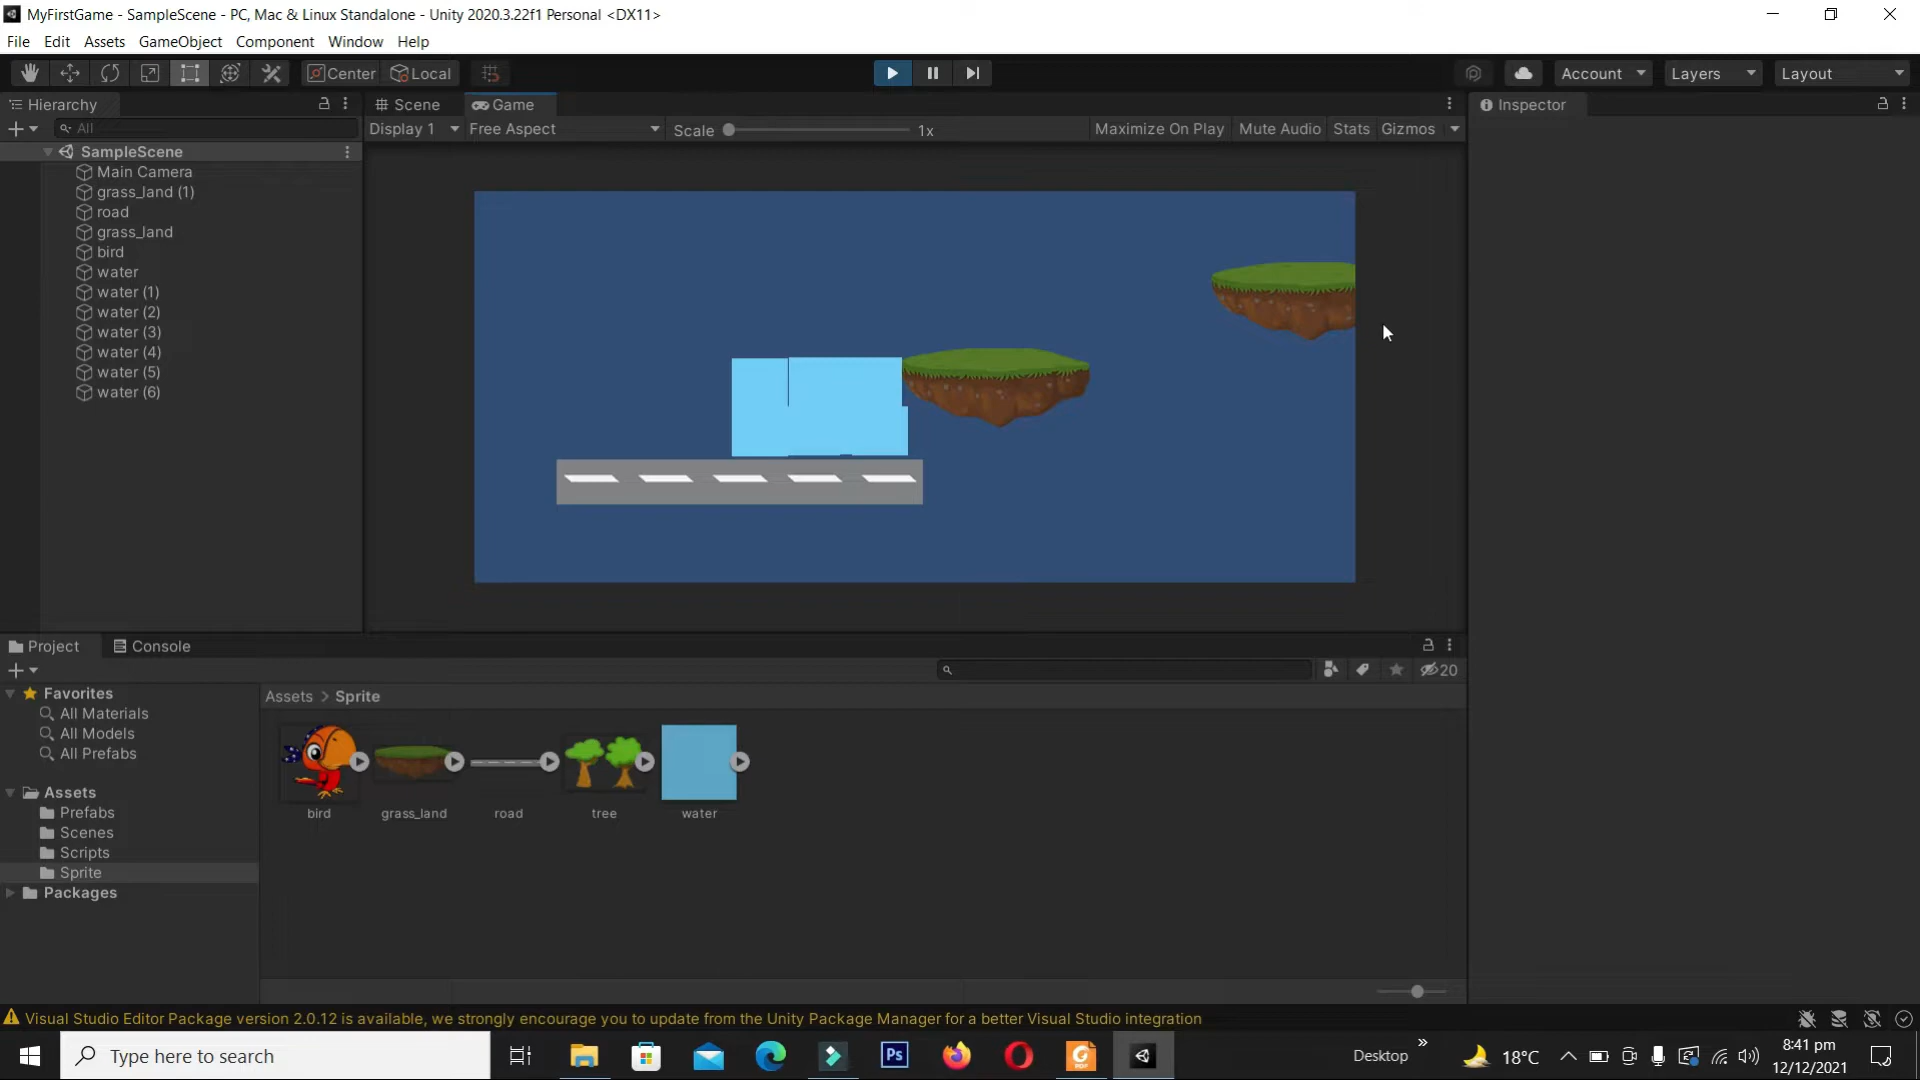 MyFirstGame - SampleScene - PC, Mac & Linux Standalone - Unity 2020.3.22f1 Personal <DX11>
File Edit Assets GameObject Component Window Help
Center Local Account Layers Layout
Hierarchy
Scene Game
Inspector
All
Display 1 Free Aspect Scale 1x Maximize On Play Mute Audio Stats Gizmos
SampleScene
Main Camera
grass_land (1)
road
grass_land
bird
water
water (1)
water (2)
water (3)
water (4)
water (5)
water (6)
Project Console
20
Favorites
All Materials
All Models
All Prefabs
Assets
Prefabs
Scenes
Scripts
Sprite
Packages
Assets > Sprite
bird grass_land road tree water
Visual Studio Editor Package version 2.0.12 is available, we strongly encourage you to update from the Unity Package Manager for a better Visual Studio integration
Type here to search
Ps
Desktop
18°C
8:41 pm
12/12/2021